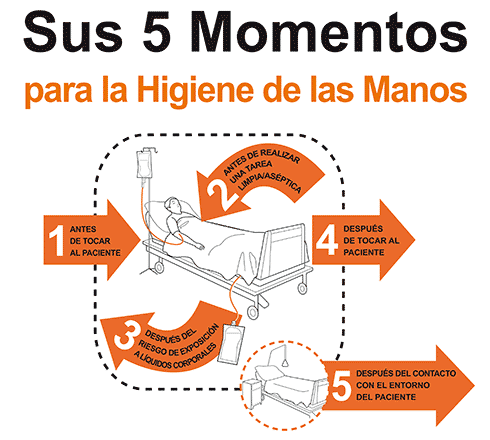 Sus 5 Momentos
para la Higiene de las Manos
1
ANTES
DE TOCAR
AL PACIENTE
2
ANTES DE REALIZAR
UNA TAREA
LIMPIA/ASÉPTICA
3
DESPUÉS DEL
RIESGO DE EXPOSICIÓN
A LÍQUIDOS CORPORALES
4
DESPUÉS
DE TOCAR AL
PACIENTE
5
DESPUÉS DEL CONTACTO
CON EL ENTORNO
DEL PACIENTE